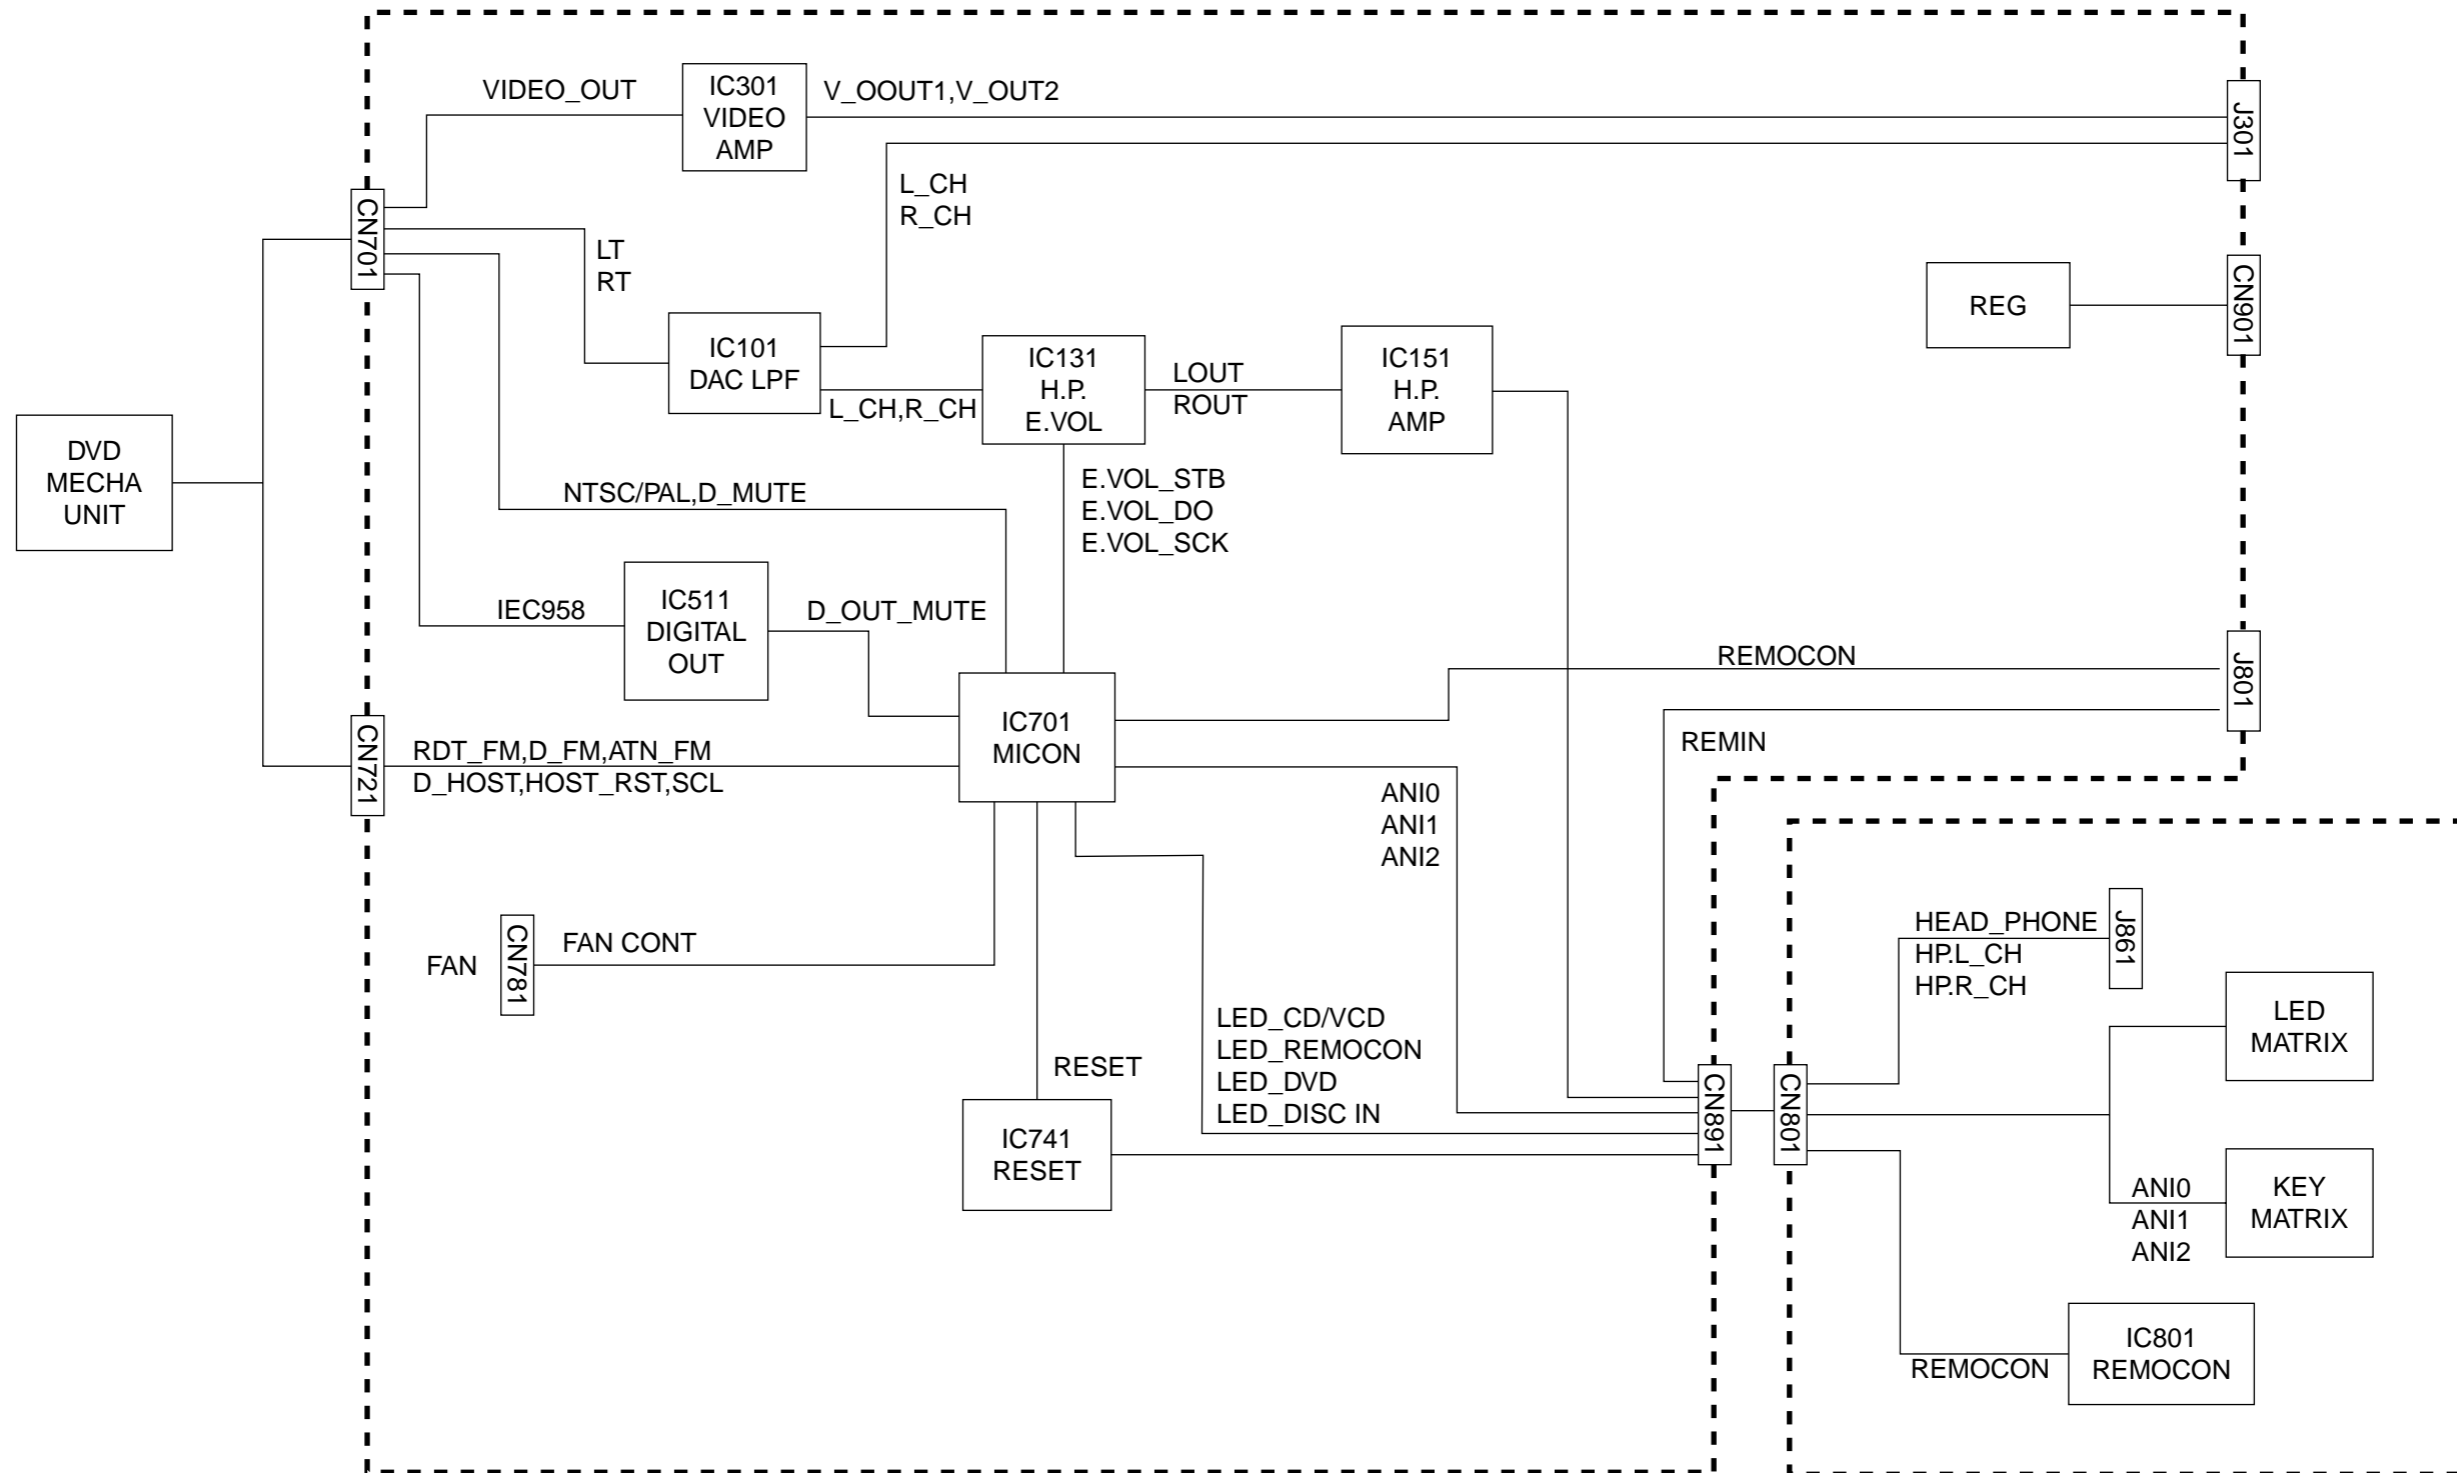 VIDEO_OUT
IC301
VIDEO
AMP
V_OOUT1,V_OUT2
J301
L_CH
R_CH
CN701
LT
RT
REG
CN901
IC101
DAC LPF
L_CH,R_CH
IC131
H.P.
E.VOL
LOUT
ROUT
IC151
H.P.
AMP
DVD
MECHA
UNIT
NTSC/PAL,D_MUTE
E.VOL_STB
E.VOL_DO
E.VOL_SCK
IEC958
IC511
DIGITAL
OUT
D_OUT_MUTE
REMOCON
J801
REMIN
CN721
RDT_FM,D_FM,ATN_FM
D_HOST,HOST_RST,SCL
IC701
MICON
ANI0
ANI1
ANI2
FAN
CN781
FAN CONT
RESET
LED_CD/VCD
LED_REMOCON
LED_DVD
LED_DISC IN
IC741
RESET
CN891
CN801
HEAD_PHONE
HP.L_CH
HP.R_CH
J861
LED
MATRIX
ANI0
ANI1
ANI2
KEY
MATRIX
REMOCON
IC801
REMOCON